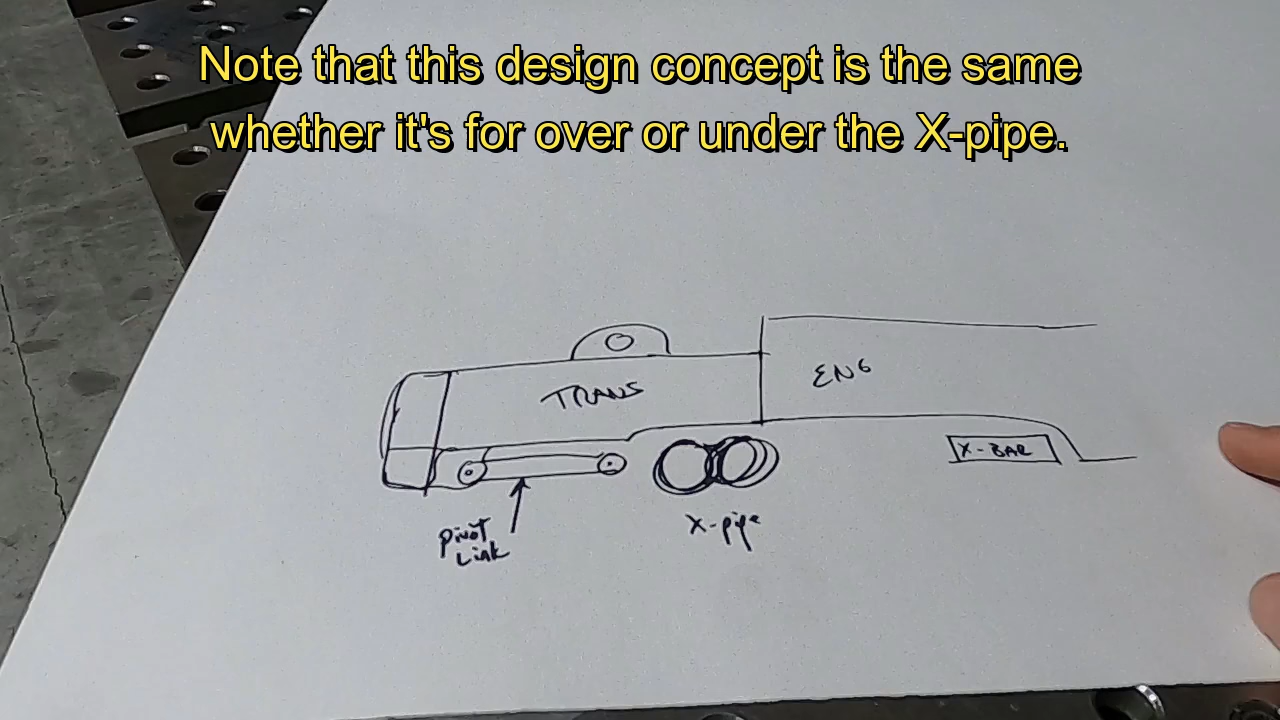 Note that this design concept is the same
whether it's for over or under the X-pipe.
TRANS
ENG
X-BAR
pivot
Link
X-pipe